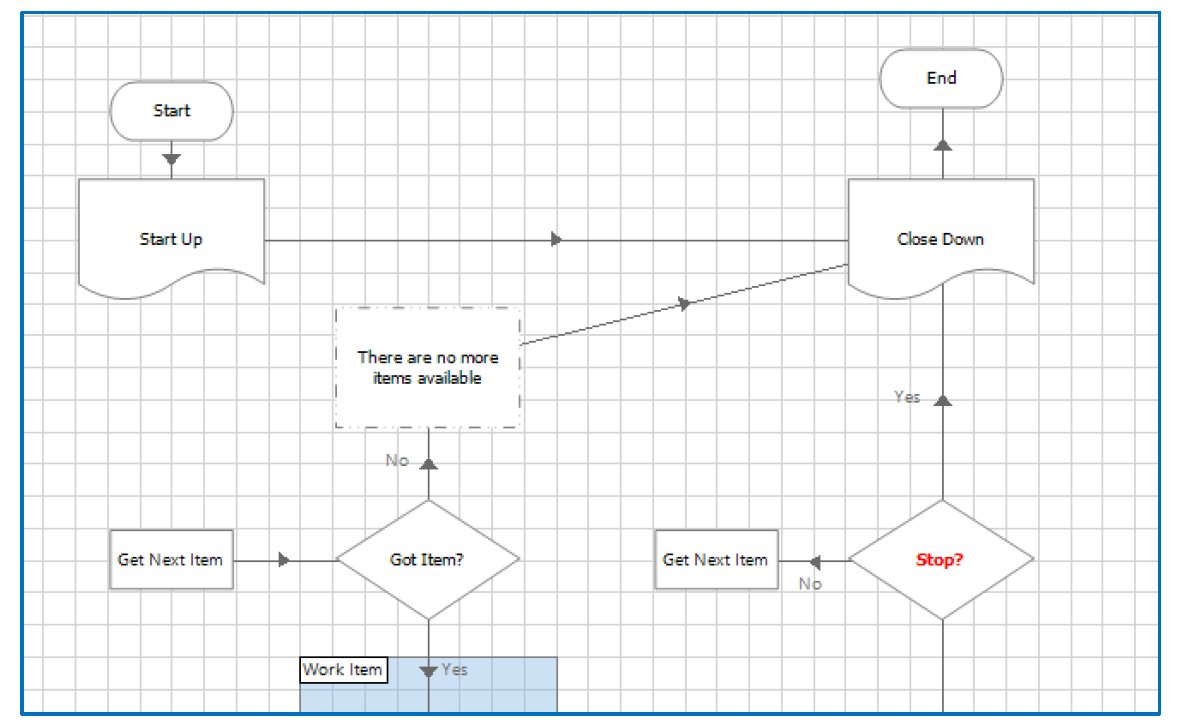 End
Start
Start Up
Close Down
There are no more
items available
Yes
No
Get Next Item
Got Item?
Get Next Item
Stop?
No
Work Item
Yes